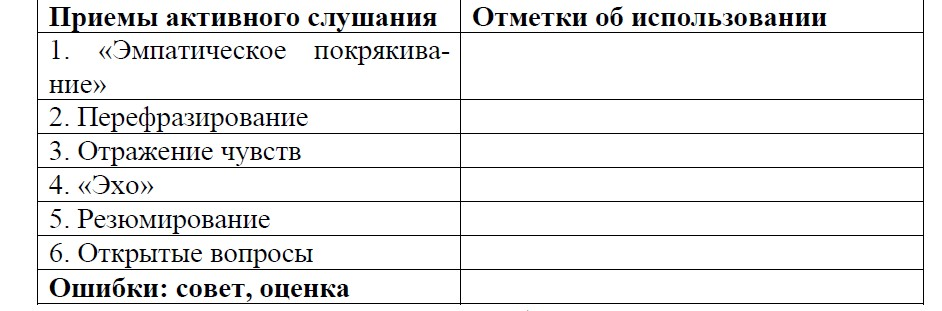 Приемы активного слушания Отметки об использовании
1. «Эмпатическое покрякива-
ние»
2. Перефразирование
3. Отражение чувств
4. «Эхо»
5. Резюмирование
6. Открытые вопросы
Ошибки: совет, оценка